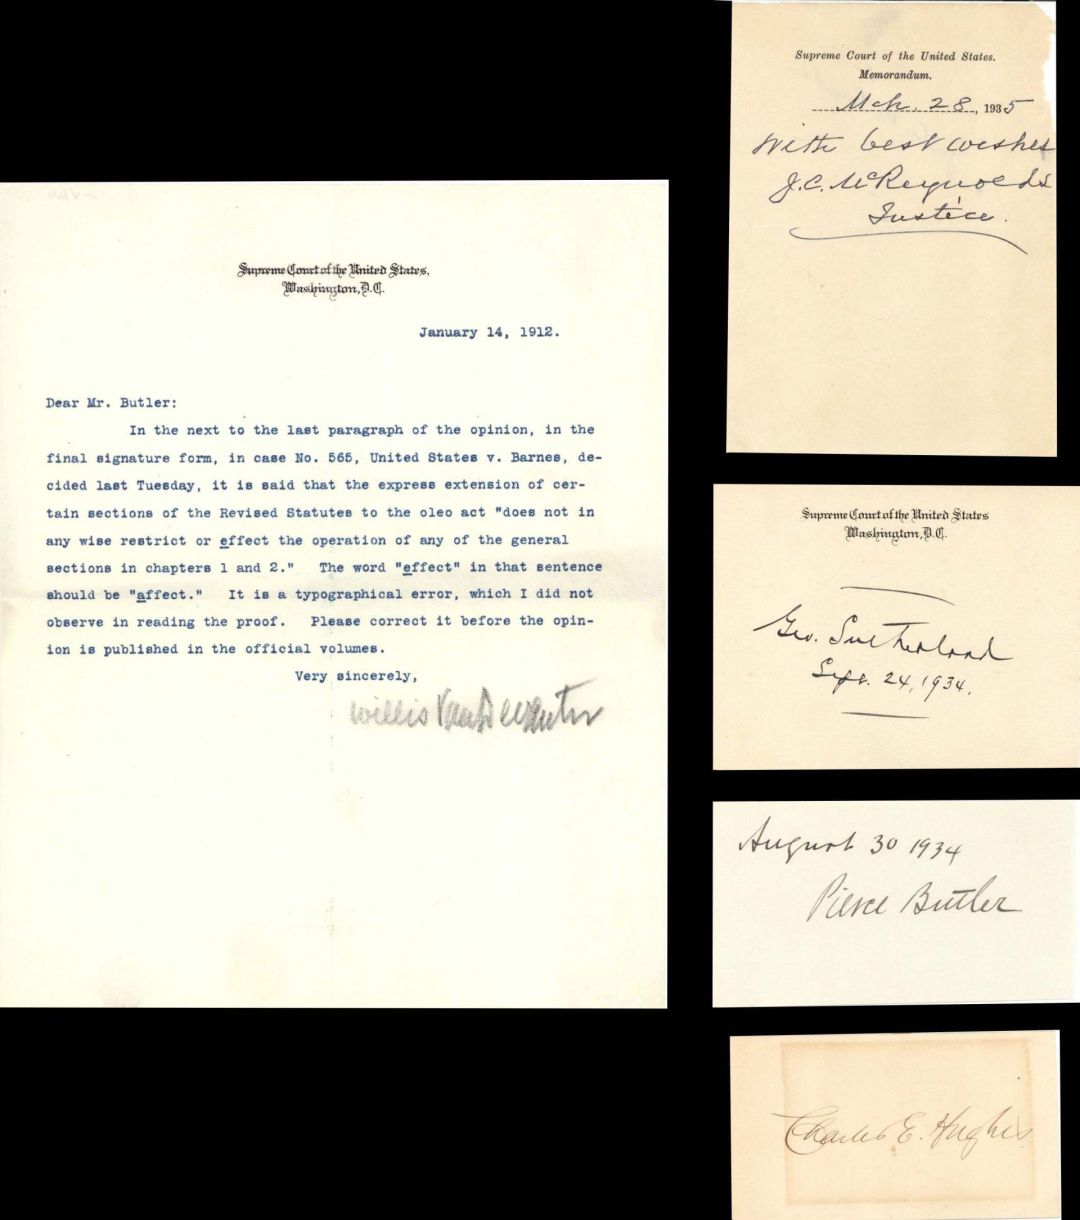 Supreme Court of the United States,
Washington, D.C.
January 14, 1912.
Dear Mr. Butler:
In the next to the last paragraph of the opinion, in the
final signature form, in case No. 565, United States v. Barnes, de-
cided last Tuesday, it is said that the express extension of cer-
tain sections of the Revised Statutes to the oleo act "does not in
any wise restrict or effect the operation of any of the general
sections in chapters 1 and 2." The word "effect" in that sentence
should be "affect." It is a typographical error, which I did not
observe in reading the proof. Please correct it before the opin-
ion is published in the official volumes.
Very sincerely,
Willis VanDevanter
Supreme Court of the United States.
Memorandum.
Mch. 28, 1935
With best wishes
J.C. McReynolds
Justice.
Supreme Court of the United States
Washington, D.C.
Geo. Sutherland
Sept. 24, 1934.
August 30 1934
Pierce Butler
Charles E. Hughes